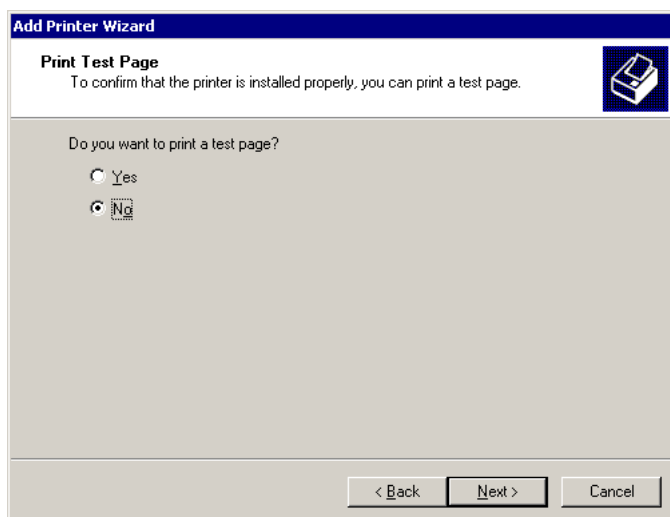 Add Printer Wizard
Print Test Page
To confirm that the printer is installed properly, you can print a test page.
Do you want to print a test page?
Yes
No
< Back
Next >
Cancel